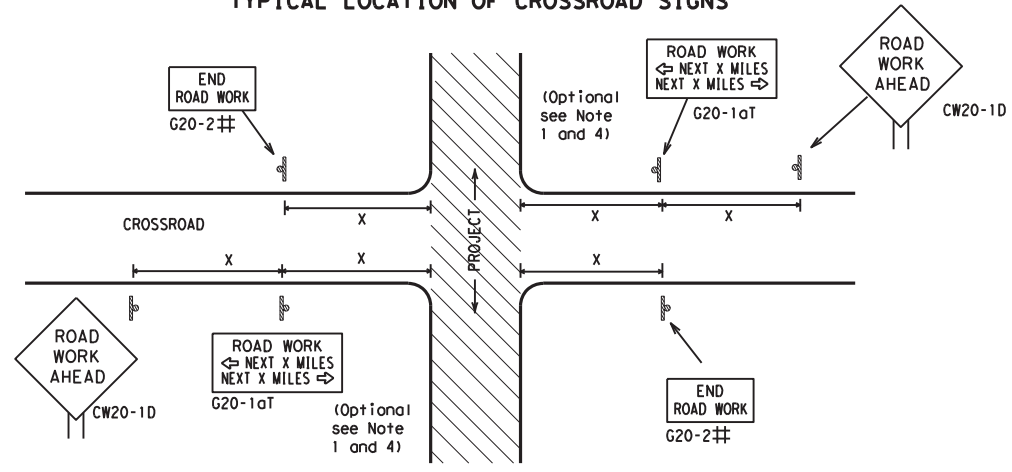 TYPICAL LOCATION OF CROSSROAD SIGNS
END
ROAD WORK
G20-2#
(Optional
see Note
1 and 4)
ROAD WORK
⇦ NEXT X MILES
NEXT X MILES ⇨
G20-1aT
ROAD
WORK
AHEAD
CW20-1D
CROSSROAD
X
X
X
PROJECT
X
X
X
ROAD
WORK
AHEAD
CW20-1D
ROAD WORK
⇦ NEXT X MILES
NEXT X MILES ⇨
G20-1aT
(Optional
see Note
1 and 4)
END
ROAD WORK
G20-2#